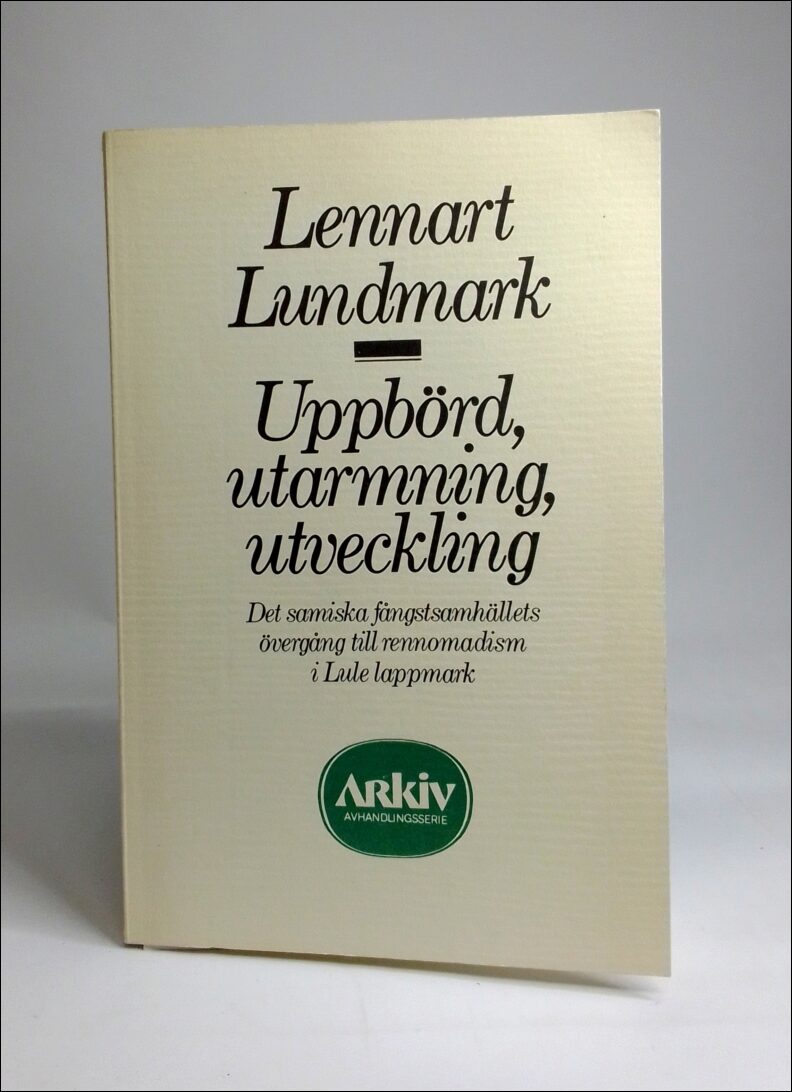 Lennart
Lundmark
Uppbörd,
utarmning,
utveckling
Det samiska fångstsamhällets
övergång till rennomadism
i Lule lappmark
ARKIV
AVHANDLINGSSERIE